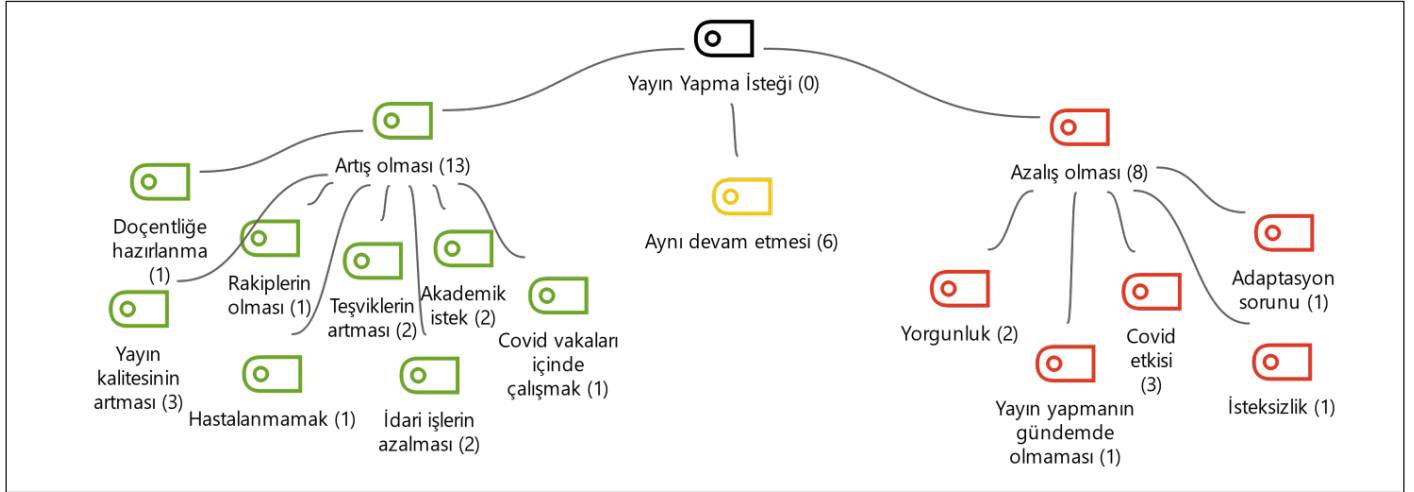 Yayın Yapma İsteği (0)
Artış olması (13)
Doçentliğe
hazırlanma
(1)
Yayın
kalitesinin
artması (3)
Rakiplerin
olması (1)
Hastalanmamak (1)
Teşviklerin
artması (2)
İdari işlerin
azalması (2)
Akademik
istek (2)
Covid vakaları
içinde
çalışmak (1)
Aynı devam etmesi (6)
Azalış olması (8)
Yorgunluk (2)
Yayın yapmanın
gündemde
olmaması (1)
Covid
etkisi
(3)
İsteksizlik (1)
Adaptasyon
sorunu (1)